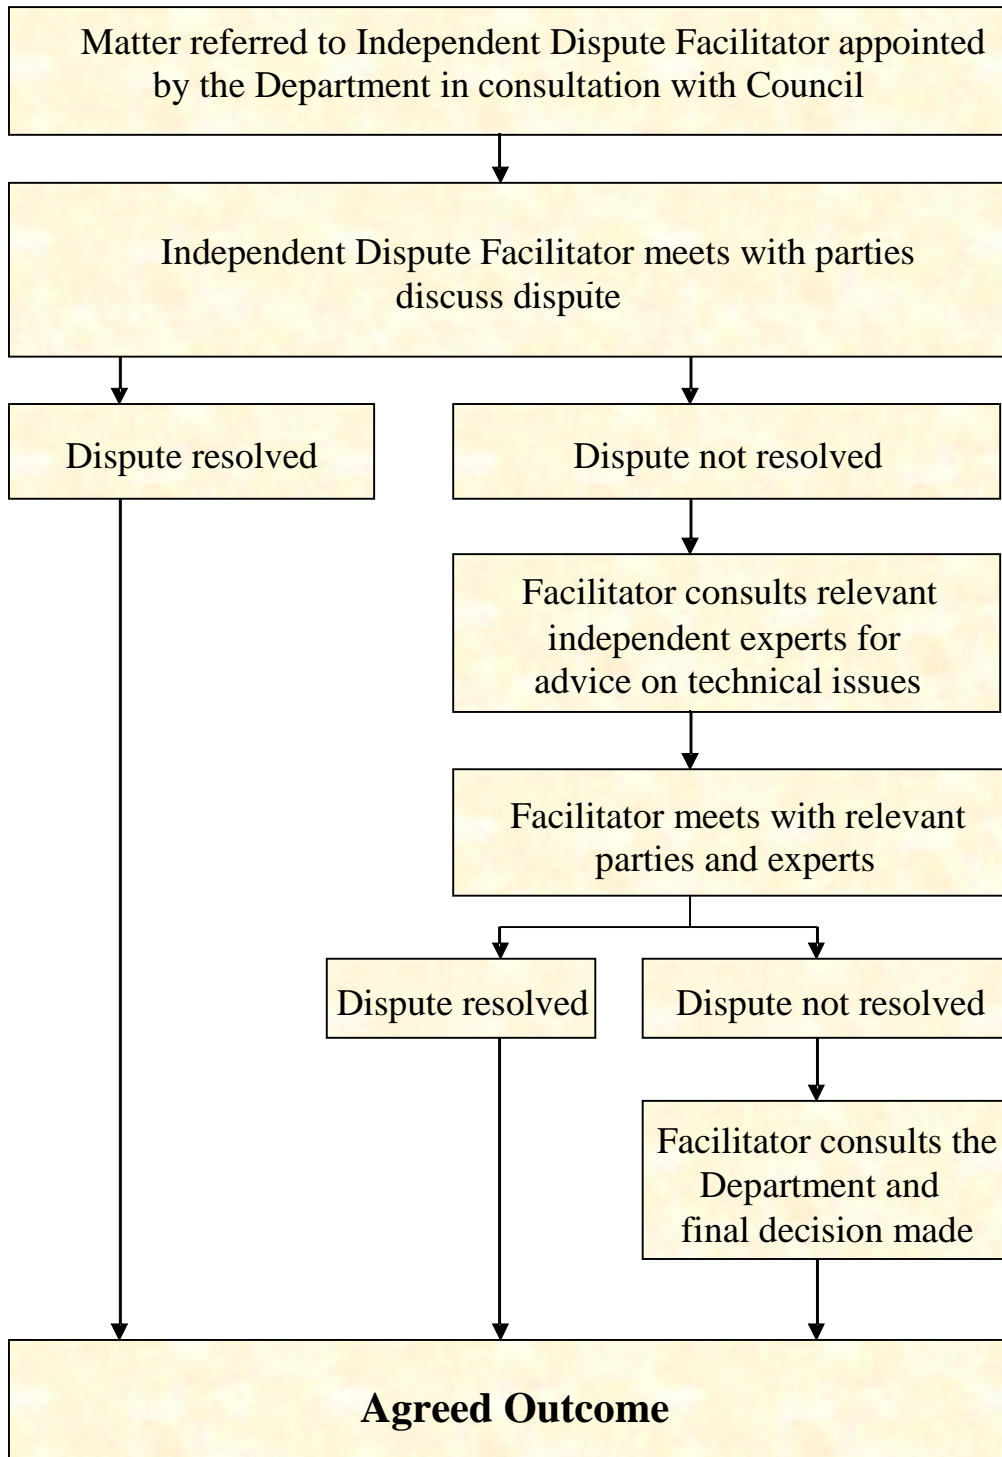 Matter referred to Independent Dispute Facilitator appointed
by the Department in consultation with Council
Independent Dispute Facilitator meets with parties
discuss dispute
Dispute resolved
Dispute not resolved
Facilitator consults relevant
independent experts for
advice on technical issues
Facilitator meets with relevant
parties and experts
Dispute resolved
Dispute not resolved
Facilitator consults the
Department and
final decision made
Agreed Outcome